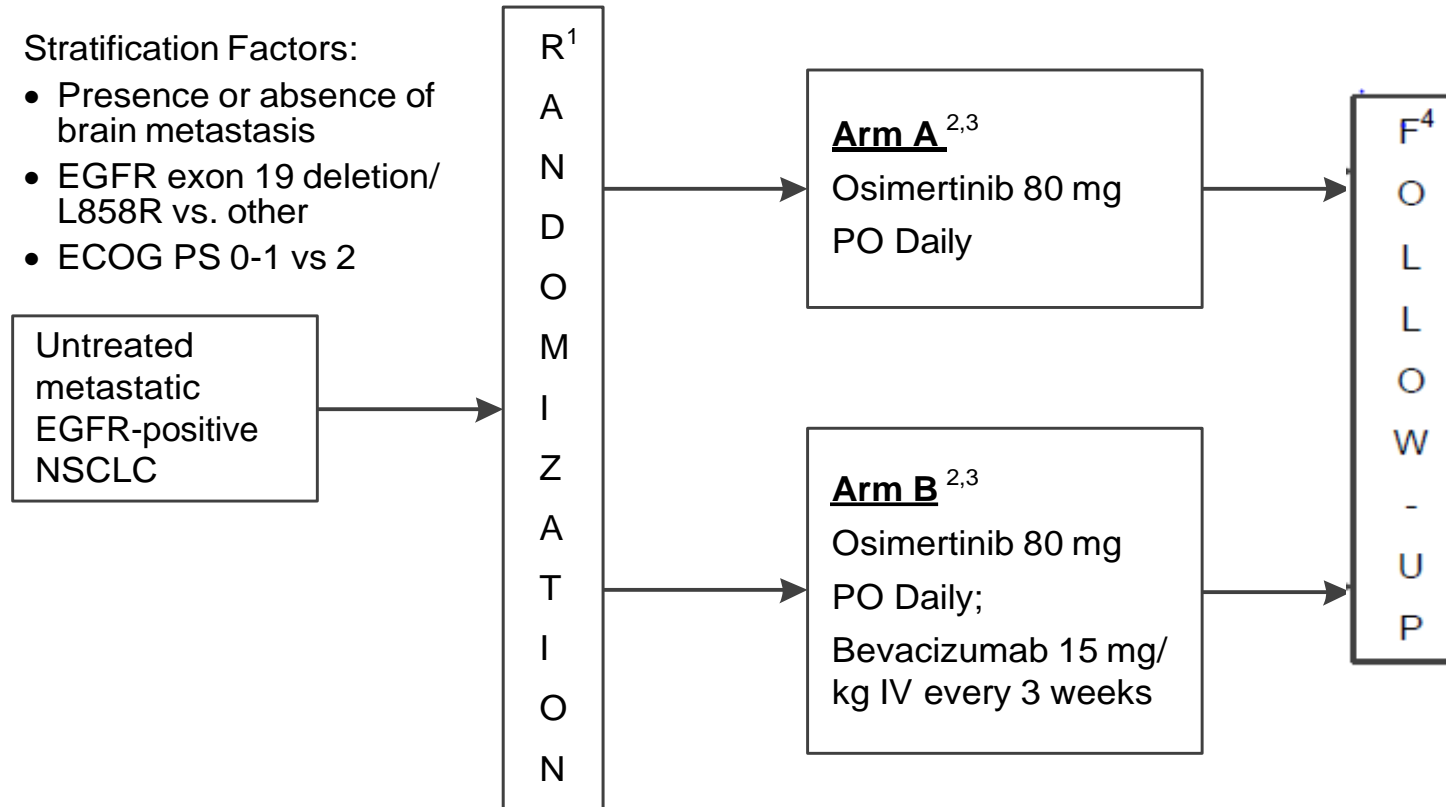 Stratification Factors:
• Presence or absence of
brain metastasis
• EGFR exon 19 deletion/
L858R vs. other
• ECOG PS 0-1 vs 2
Untreated
metastatic
EGFR-positive
NSCLC
R1
A
N
D
O
M
I
Z
A
T
I
O
N
Arm A 2,3
Osimertinib 80 mg
PO Daily
Arm B 2,3
Osimertinib 80 mg
PO Daily;
Bevacizumab 15 mg/
kg IV every 3 weeks
F4
O
L
L
O
W
-
U
P